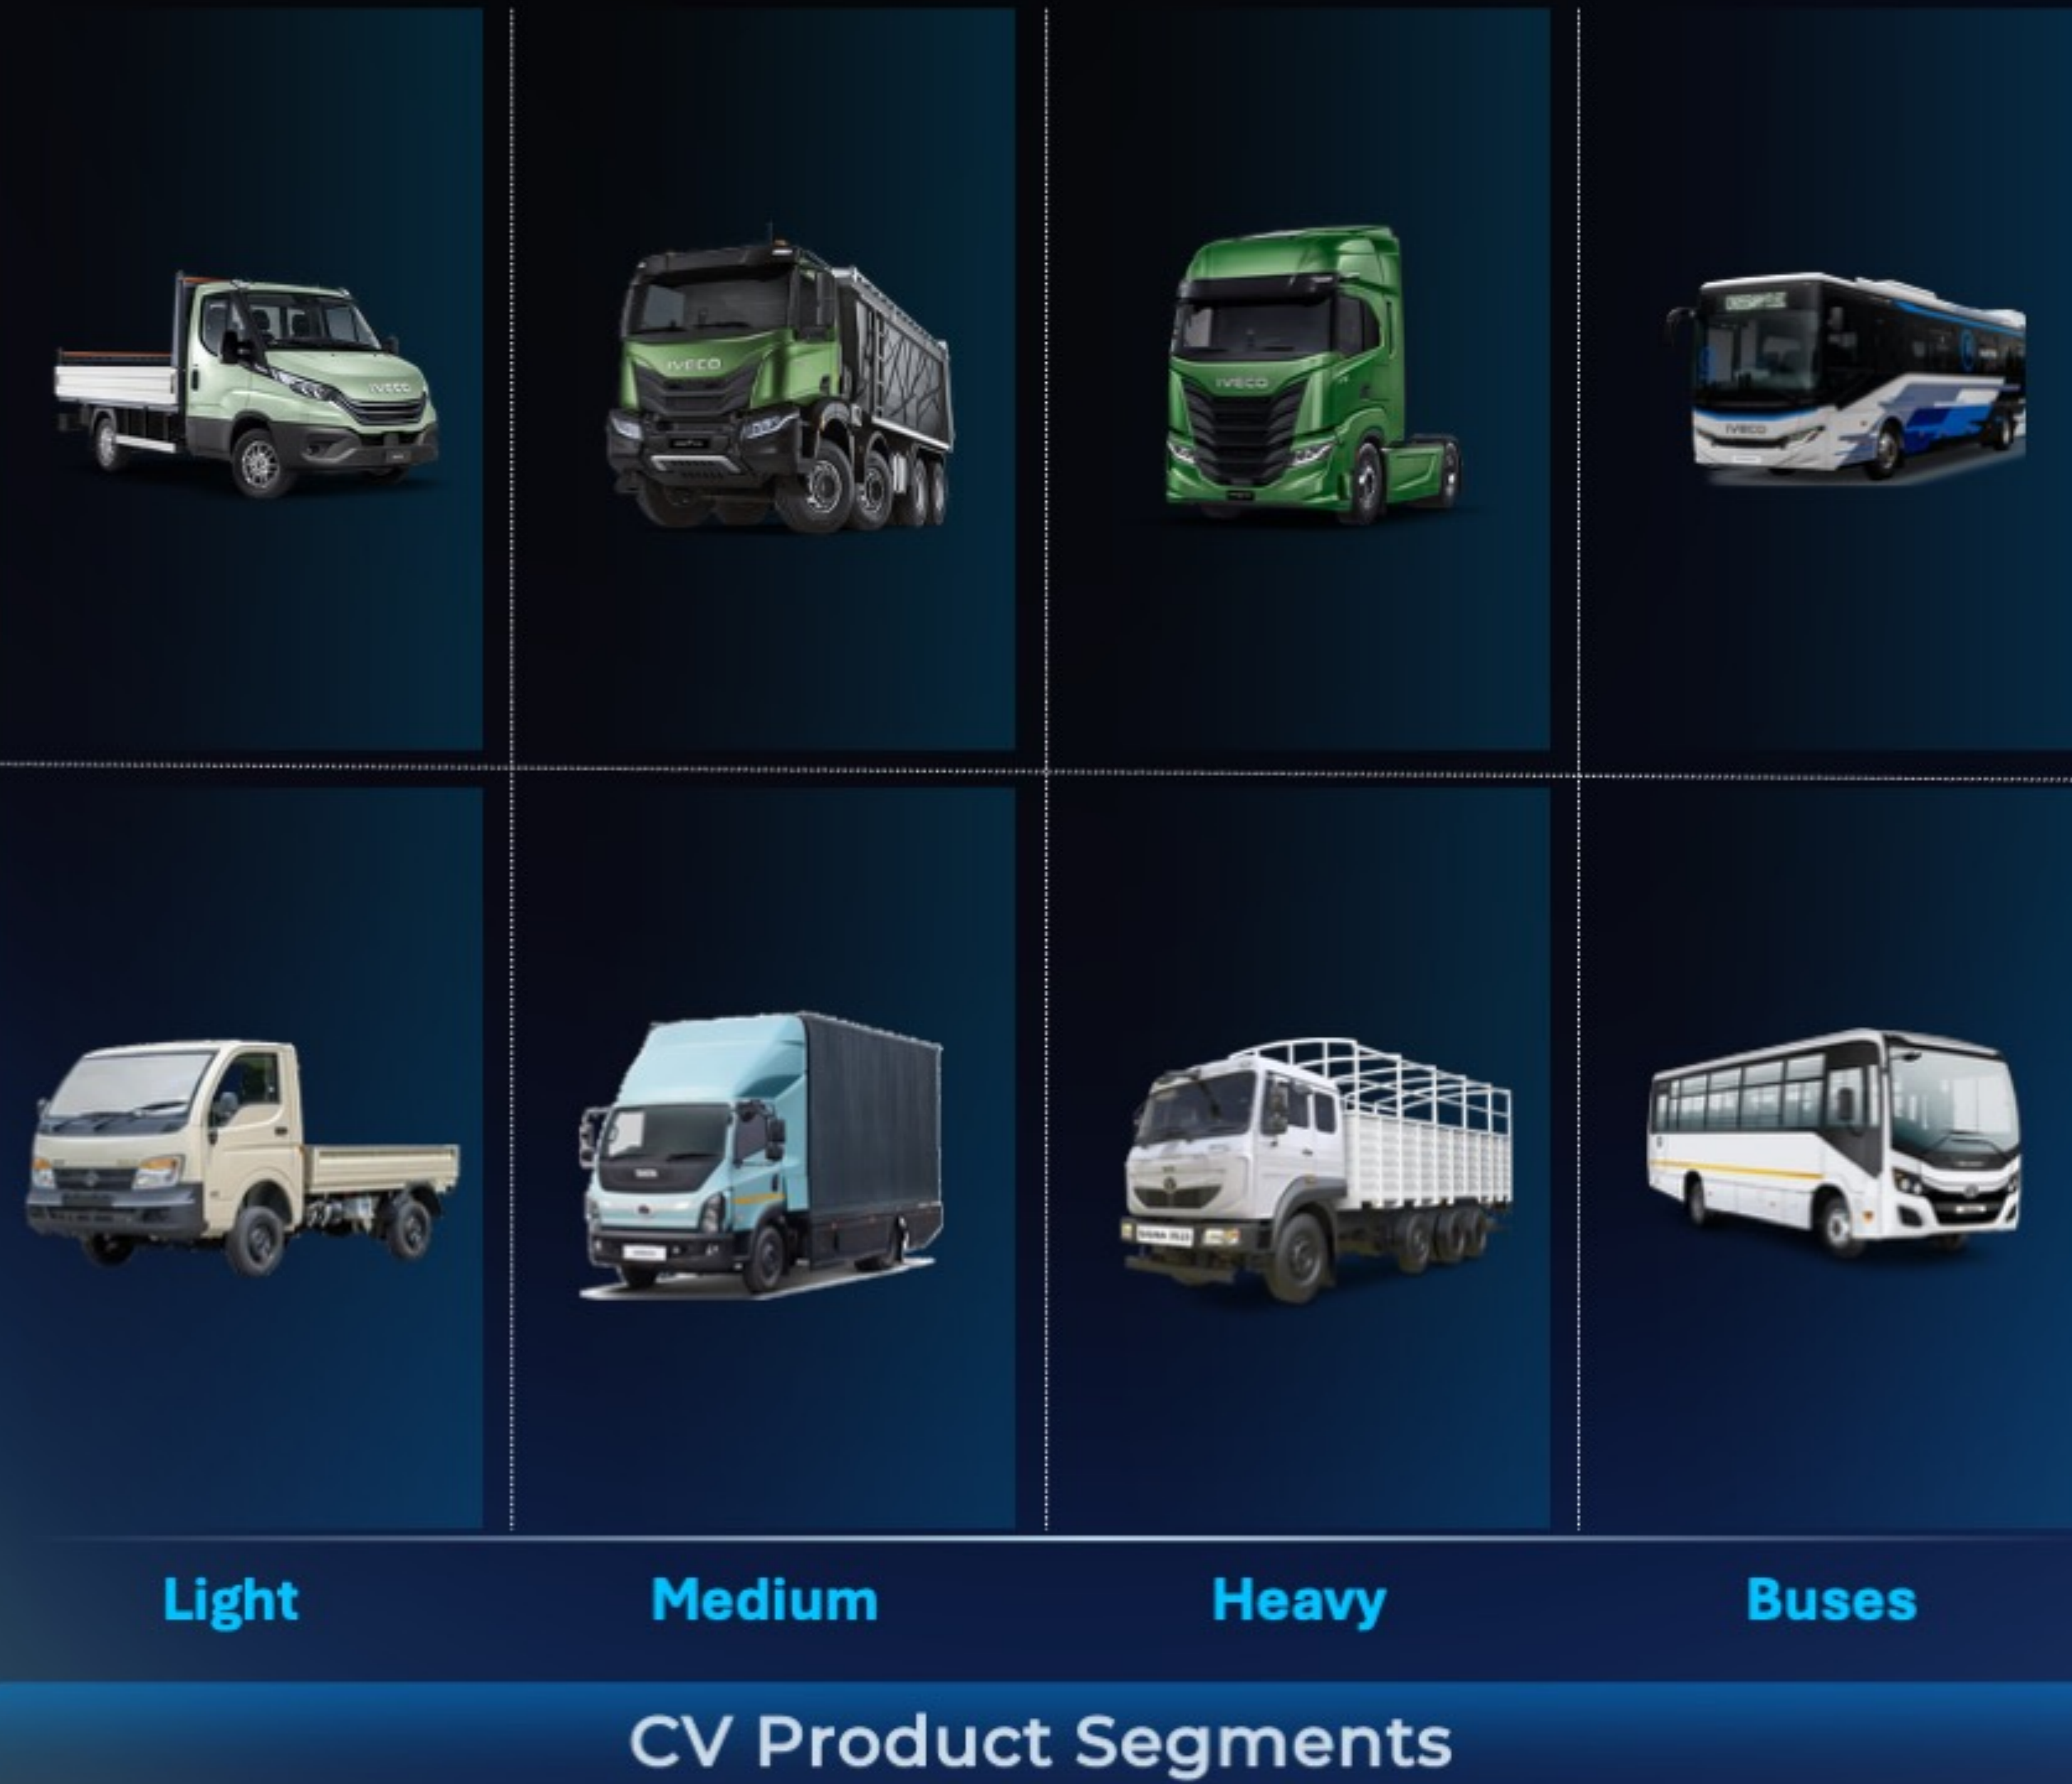 IVECO
IVECO
IVECO
IVECO
Light
Medium
Heavy
Buses
CV Product Segments